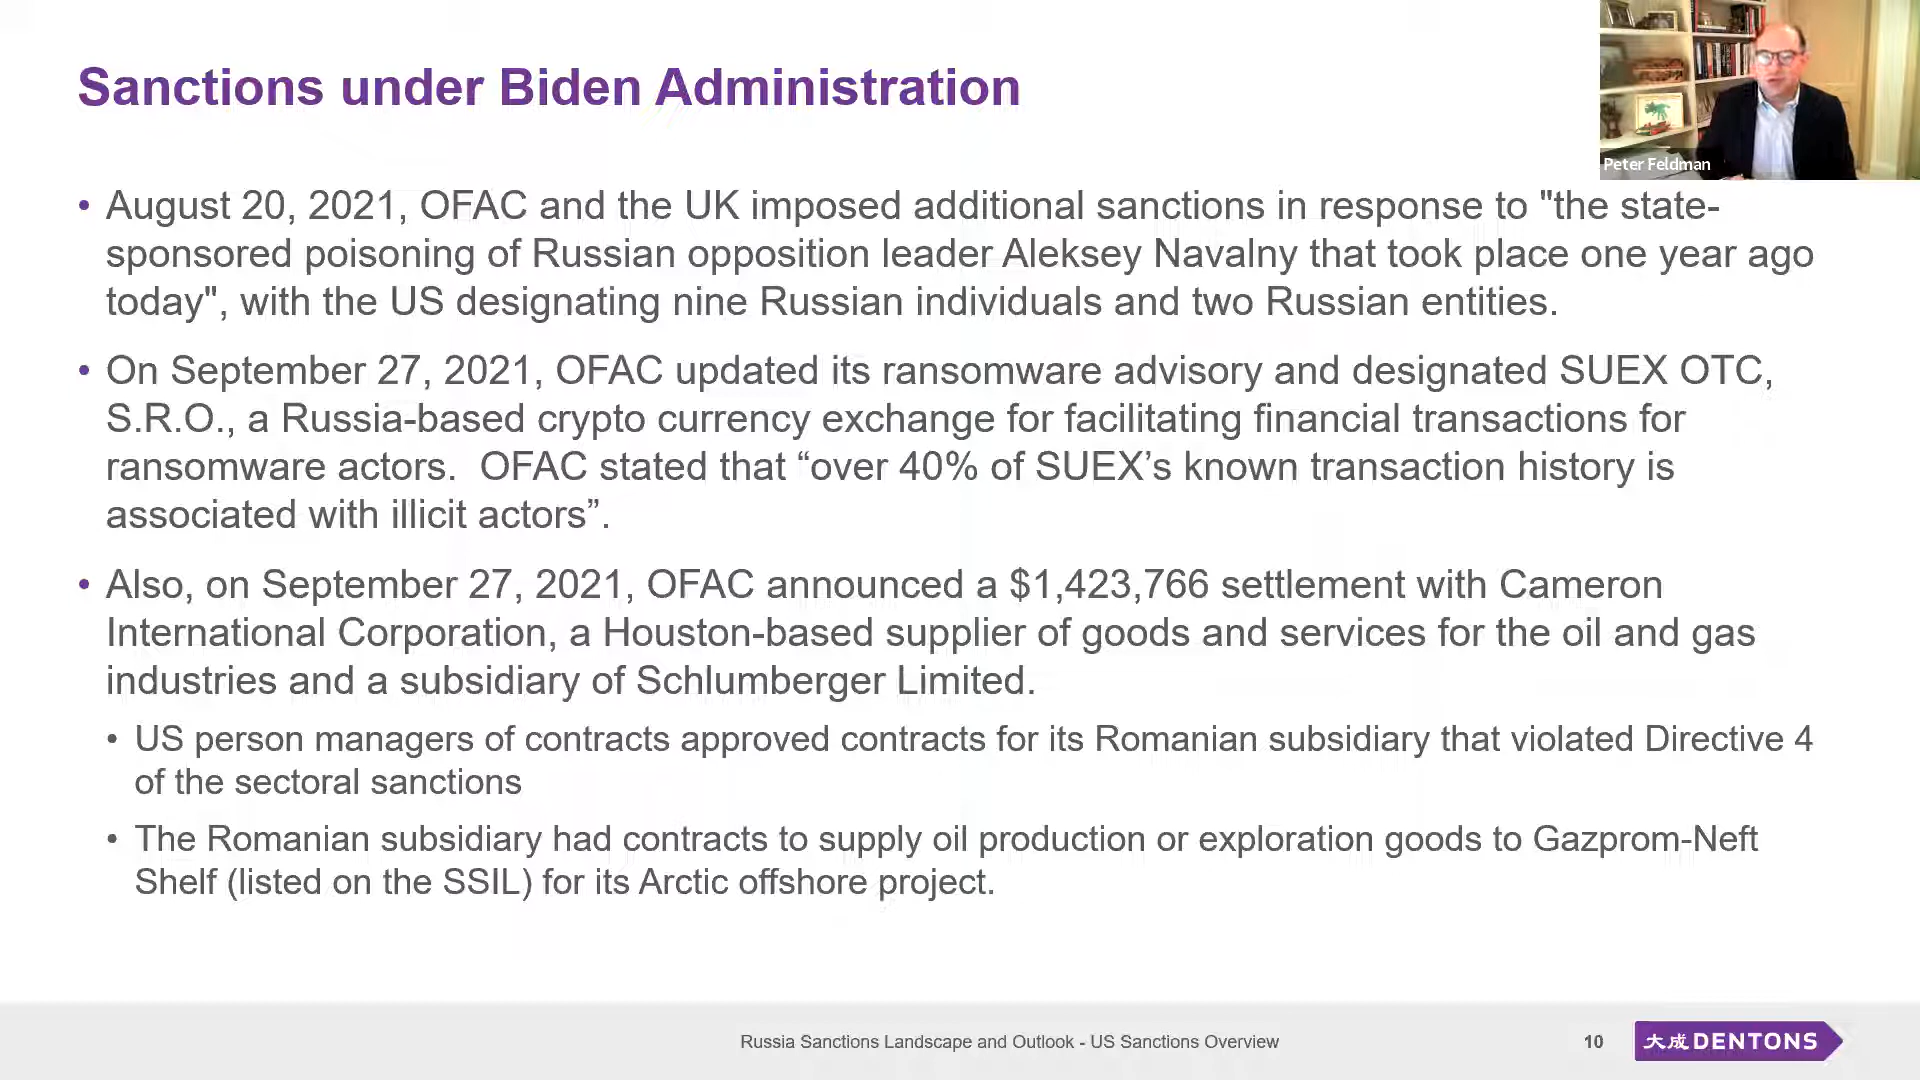 Sanctions under Biden Administration
Peter Feldman
• August 20, 2021, OFAC and the UK imposed additional sanctions in response to "the state-
sponsored poisoning of Russian opposition leader Aleksey Navalny that took place one year ago
today", with the US designating nine Russian individuals and two Russian entities.
• On September 27, 2021, OFAC updated its ransomware advisory and designated SUEX OTC,
S.R.O., a Russia-based crypto currency exchange for facilitating financial transactions for
ransomware actors.  OFAC stated that “over 40% of SUEX’s known transaction history is
associated with illicit actors”.
• Also, on September 27, 2021, OFAC announced a $1,423,766 settlement with Cameron
International Corporation, a Houston-based supplier of goods and services for the oil and gas
industries and a subsidiary of Schlumberger Limited.
• US person managers of contracts approved contracts for its Romanian subsidiary that violated Directive 4
of the sectoral sanctions
• The Romanian subsidiary had contracts to supply oil production or exploration goods to Gazprom-Neft
Shelf (listed on the SSIL) for its Arctic offshore project.
Russia Sanctions Landscape and Outlook - US Sanctions Overview
10
大成 DENTONS